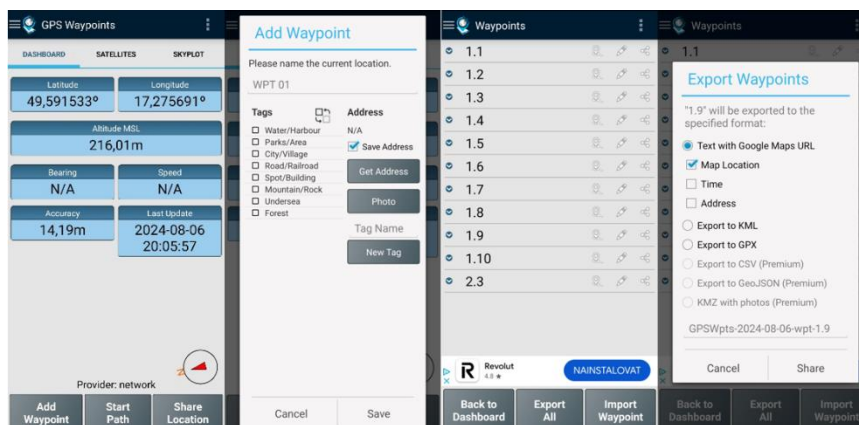 GPS Waypoints
DASHBOARD SATELLITES SKYPLOT
Latitude Longitude
49,591533º 17,275691º
Altitude MSL
216,01m
Bearing Speed
N/A N/A
Accuracy Last Update
14,19m 2024-08-06
20:05:57
Provider: network
Add Waypoint
Start Path
Share Location
Add Waypoint
Please name the current location.
WPT 01
Tags
Water/Harbour
Parks/Area
City/Village
Road/Railroad
Spot/Building
Mountain/Rock
Undersea
Forest
Address
N/A
Save Address
Get Address
Photo
Tag Name
New Tag
Cancel Save
Waypoints
1.1
1.2
1.3
1.4
1.5
1.6
1.7
1.8
1.9
1.10
2.3
Revolut
4.8 ★
NAINSTALOVAT
Back to Dashboard
Export All
Import Waypoint
Waypoints
1.1
Export Waypoints
"1.9" will be exported to the
specified format:
Text with Google Maps URL
Map Location
Time
Address
Export to KML
Export to GPX
Export to CSV (Premium)
Export to GeoJSON (Premium)
KMZ with photos (Premium)
GPSWpts-2024-08-06-wpt-1.9
Cancel Share
Back to Dashboard
Export All
Import Waypoint